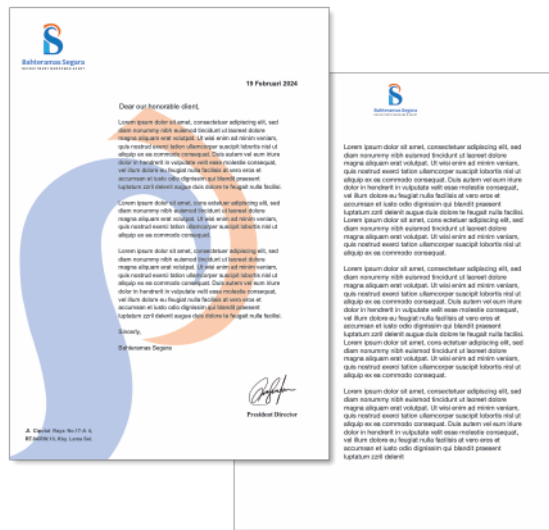 Bahteramas Segara
19 Februari 2024
Dear our honorable client,
Lorem ipsum dolor sit amet, consectetuer adipiscing elit, sed
diam nonummy nibh euismod tincidunt ut laoreet dolore
magna aliquam erat volutpat. Ut wisi enim ad minim veniam,
quis nostrud exerci tation ullamcorper suscipit lobortis nisl ut
aliquip ex ea commodo consequat. Duis autem vel eum iriure
dolor in hendrerit in vulputate velit esse molestie consequat,
vel illum dolore eu feugiat nulla facilisis at vero eros et
accumsan et iusto odio dignissim qui blandit praesent
luptatum zzril delenit augue duis dolore te feugait nulla facilisi.
Lorem ipsum dolor sit amet, cons ectetuer adipiscing elit, sed
diam nonummy nibh euismod tincidunt ut laoreet dolore
magna aliquam erat volutpat. Ut wisi enim ad minim veniam,
quis nostrud exerci tation ullamcorper suscipit lobortis nisl ut
aliquip ex ea commodo consequat.
Lorem ipsum dolor sit amet, consectetuer adipiscing elit, sed
diam nonummy nibh euismod tincidunt ut laoreet dolore
magna aliquam erat volutpat. Ut wisi enim ad minim veniam,
quis nostrud exerci tation ullamcorper suscipit lobortis nisl ut
aliquip ex ea commodo consequat. Duis autem vel eum iriure
dolor in hendrerit in vulputate velit esse molestie consequat,
vel illum dolore eu feugiat nulla facilisis at vero eros et
accumsan et iusto odio dignissim qui blandit praesent
luptatum zzril delenit augue duis dolore te feugait nulla facilisi.
Sincerly,
Bahteramas Segara
President Director
Bahteramas Segara
Lorem ipsum dolor sit amet, consectetuer adipiscing elit, sed
diam nonummy nibh euismod tincidunt ut laoreet dolore
magna aliquam erat volutpat. Ut wisi enim ad minim veniam,
quis nostrud exerci tation ullamcorper suscipit lobortis nisl ut
aliquip ex ea commodo consequat. Duis autem vel eum iriure
dolor in hendrerit in vulputate velit esse molestie consequat,
vel illum dolore eu feugiat nulla facilisis at vero eros et
accumsan et iusto odio dignissim qui blandit praesent
luptatum zzril delenit augue duis dolore te feugait nulla facilisi.
Lorem ipsum dolor sit amet, cons ectetuer adipiscing elit, sed
diam nonummy nibh euismod tincidunt ut laoreet dolore
magna aliquam erat volutpat. Ut wisi enim ad minim veniam,
quis nostrud exerci tation ullamcorper suscipit lobortis nisl ut
aliquip ex ea commodo consequat.
Lorem ipsum dolor sit amet, consectetuer adipiscing elit, sed
diam nonummy nibh euismod tincidunt ut laoreet dolore
magna aliquam erat volutpat. Ut wisi enim ad minim veniam,
quis nostrud exerci tation ullamcorper suscipit lobortis nisl ut
aliquip ex ea commodo consequat. Duis autem vel eum iriure
dolor in hendrerit in vulputate velit esse molestie consequat,
vel illum dolore eu feugiat nulla facilisis at vero eros et
accumsan et iusto odio dignissim qui blandit praesent
luptatum zzril delenit augue duis dolore te feugait nulla facilisi.
Lorem ipsum dolor sit amet, cons ectetuer adipiscing elit, sed
diam nonummy nibh euismod tincidunt ut laoreet dolore
magna aliquam erat volutpat. Ut wisi enim ad minim veniam,
quis nostrud exerci tation ullamcorper suscipit lobortis nisl ut
aliquip ex ea commodo consequat.
Lorem ipsum dolor sit amet, consectetuer adipiscing elit, sed
diam nonummy nibh euismod tincidunt ut laoreet dolore
magna aliquam erat volutpat. Ut wisi enim ad minim veniam,
quis nostrud exerci tation ullamcorper suscipit lobortis nisl ut
aliquip ex ea commodo consequat. Duis autem vel eum iriure
dolor in hendrerit in vulputate velit esse molestie consequat,
vel illum dolore eu feugiat nulla facilisis at vero eros et
accumsan et iusto odio dignissim qui blandit praesent
luptatum zzril delenit